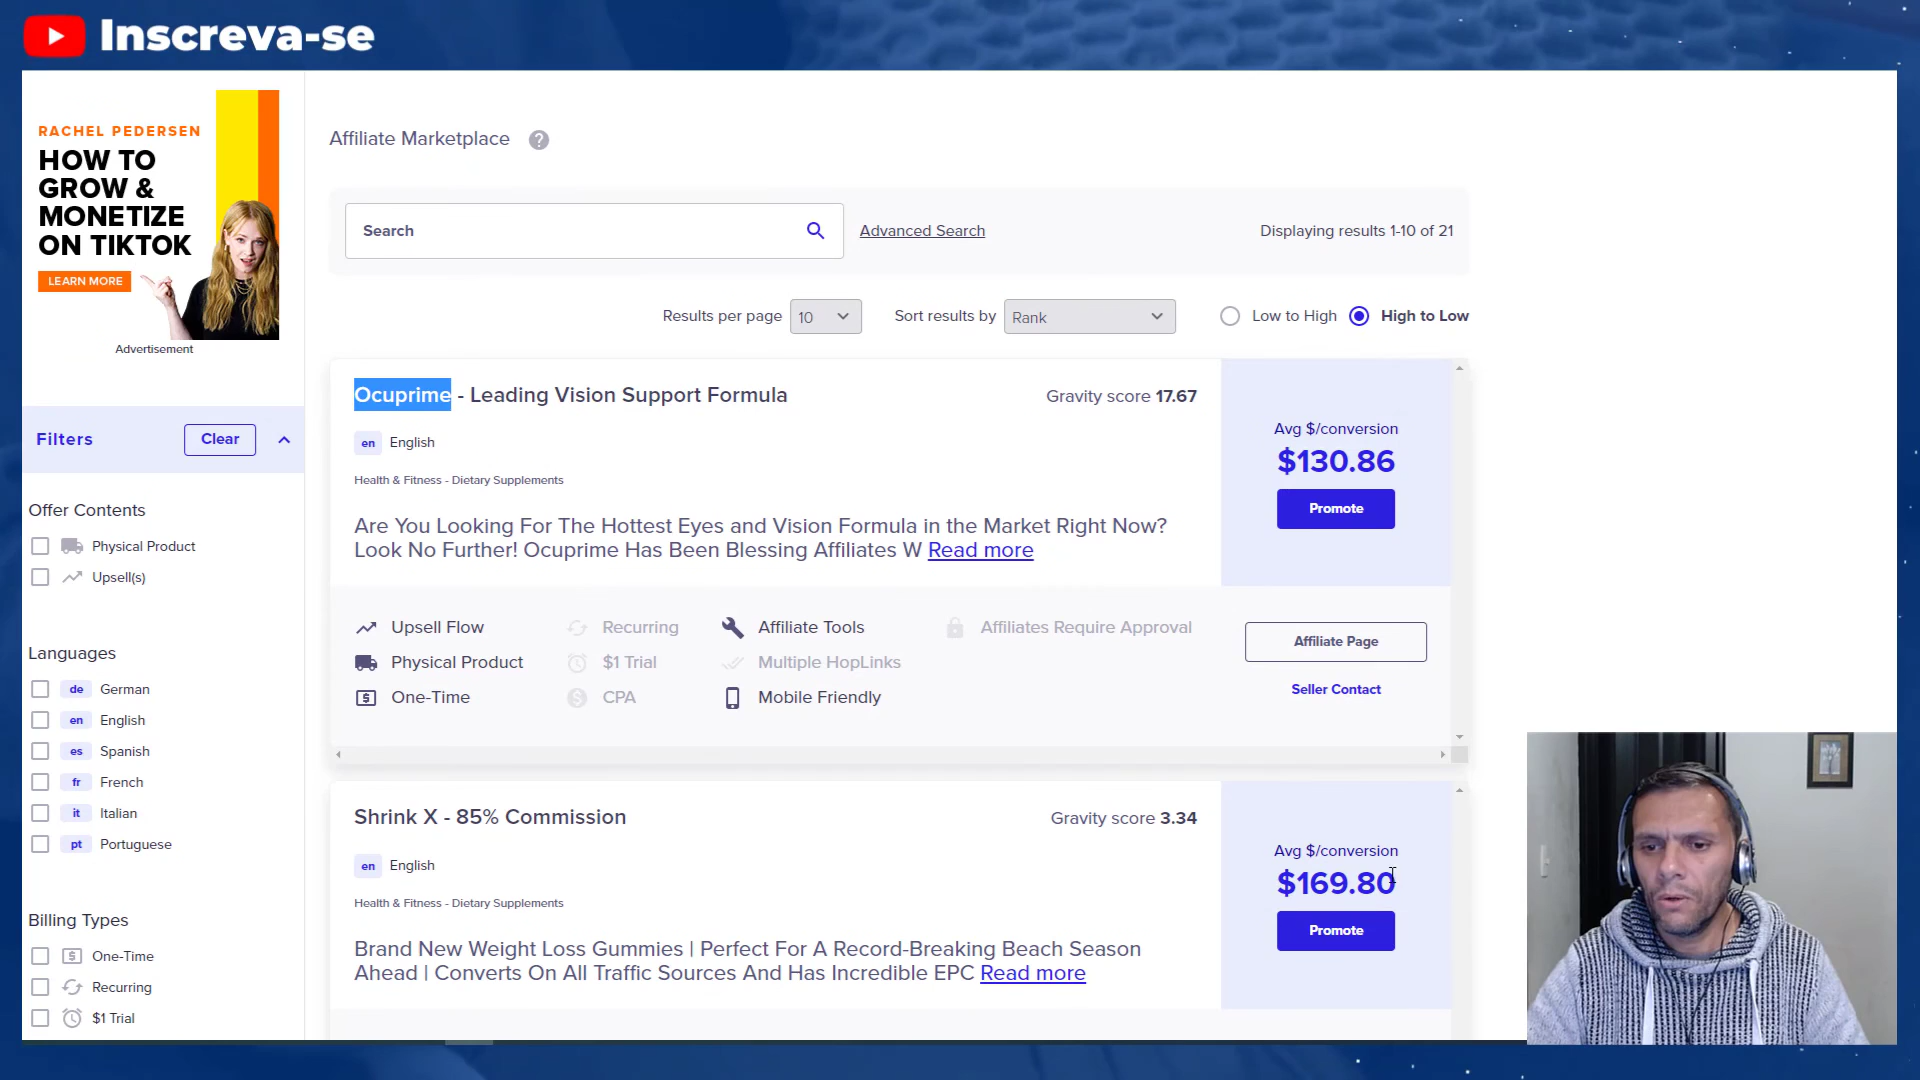 Inscreva-se
RACHEL PEDERSEN
HOW TO
GROW &
MONETIZE
ON TIKTOK
LEARN MORE
Advertisement
Filters
Clear
Offer Contents
Physical Product
Upsell(s)
Languages
de German
en English
es Spanish
fr French
it Italian
pt Portuguese
Billing Types
One-Time
Recurring
$1 Trial
Affiliate Marketplace ?
Search
Advanced Search
Displaying results 1-10 of 21
Results per page 10
Sort results by Rank
Low to High
High to Low
Ocuprime - Leading Vision Support Formula
Gravity score 17.67
en English
Health & Fitness - Dietary Supplements
Are You Looking For The Hottest Eyes and Vision Formula in the Market Right Now?
Look No Further! Ocuprime Has Been Blessing Affiliates W Read more
Avg $/conversion
$130.86
Promote
Upsell Flow
Recurring
Affiliate Tools
Affiliates Require Approval
Physical Product
$1 Trial
Multiple HopLinks
One-Time
CPA
Mobile Friendly
Affiliate Page
Seller Contact
Shrink X - 85% Commission
Gravity score 3.34
en English
Health & Fitness - Dietary Supplements
Brand New Weight Loss Gummies | Perfect For A Record-Breaking Beach Season
Ahead | Converts On All Traffic Sources And Has Incredible EPC Read more
Avg $/conversion
$169.80
Promote